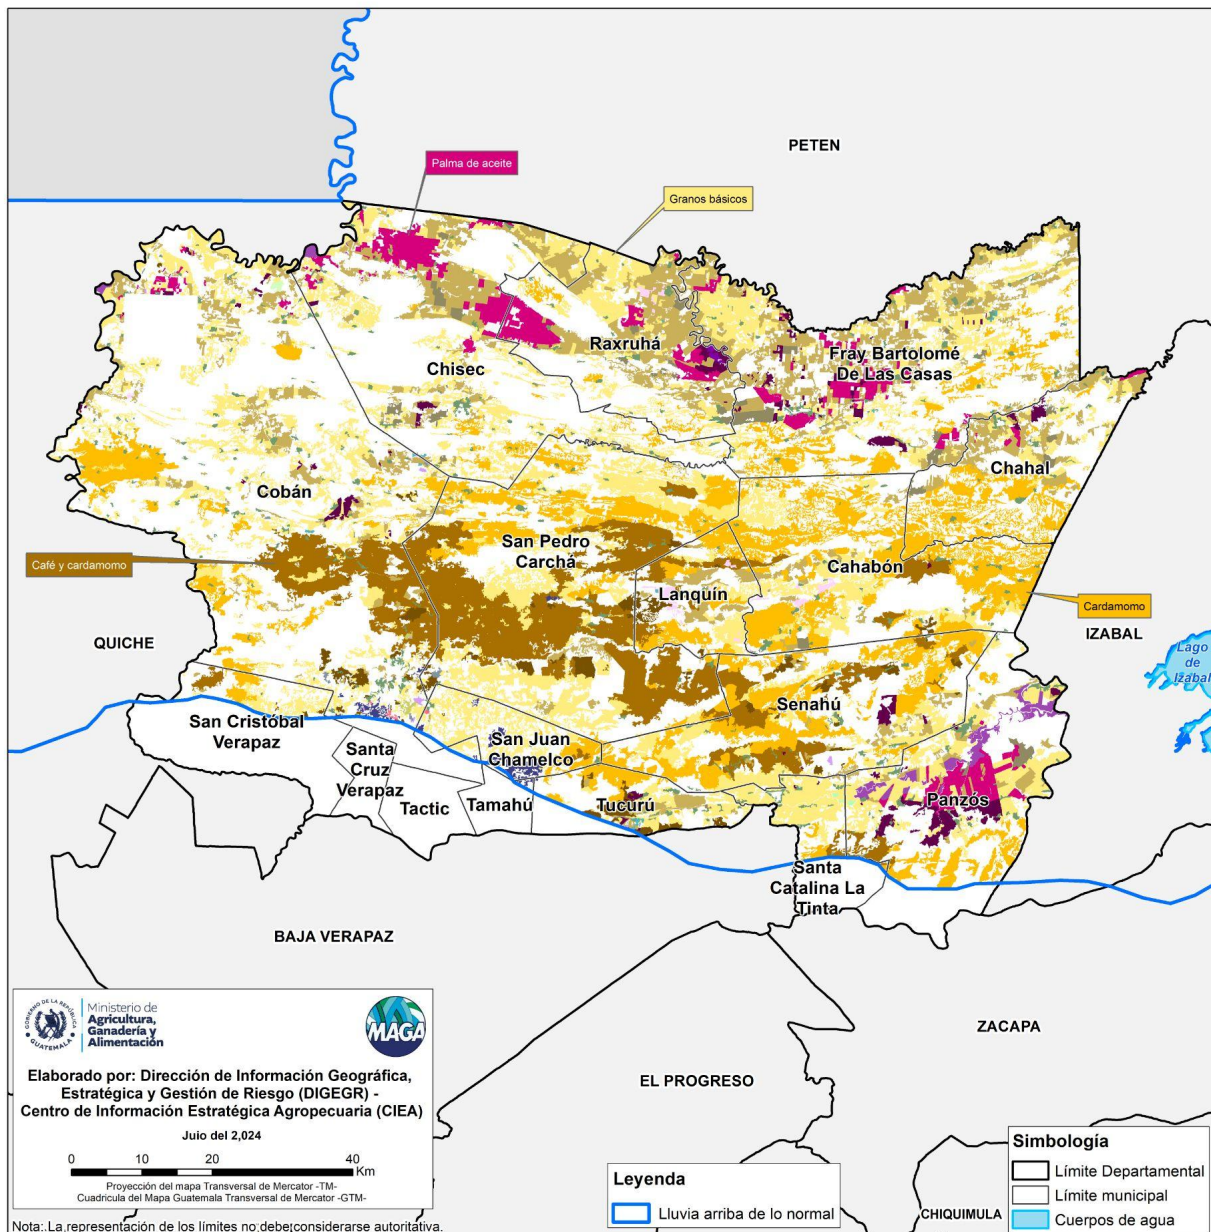 PETEN
Palma de aceite
Granos básicos
Raxruhá
Fray Bartolomé
De Las Casas
Chisec
Chahal
Cobán
San Pedro
Carchá
Cahabón
Café y cardamomo
Lanquín
Cardamomo
QUICHE
IZABAL
Lago
de
Izabal
Senahú
San Cristóbal
Verapaz
San Juan
Chamelco
Santa
Cruz
Verapaz
Tactic
Tamahú
Tucurú
Panzós
Santa
Catalina La
Tinta
BAJA VERAPAZ
ZACAPA
EL PROGRESO
CHIQUIMULA
GOBIERNO DE LA REPÚBLICA
GUATEMALA
Ministerio de
Agricultura,
Ganadería y
Alimentación
MAGA
Elaborado por: Dirección de Información Geográfica,
Estratégica y Gestión de Riesgo (DIGEGR) -
Centro de Información Estratégica Agropecuaria (CIEA)
Juio del 2,024
0 10 20 40
Km
Proyección del mapa Transversal de Mercator -TM-
Cuadricula del Mapa Guatemala Transversal de Mercator -GTM-
Nota: La representación de los límites no debe considerarse autoritativa.
Leyenda
Lluvia arriba de lo normal
Simbología
Límite Departamental
Límite municipal
Cuerpos de agua